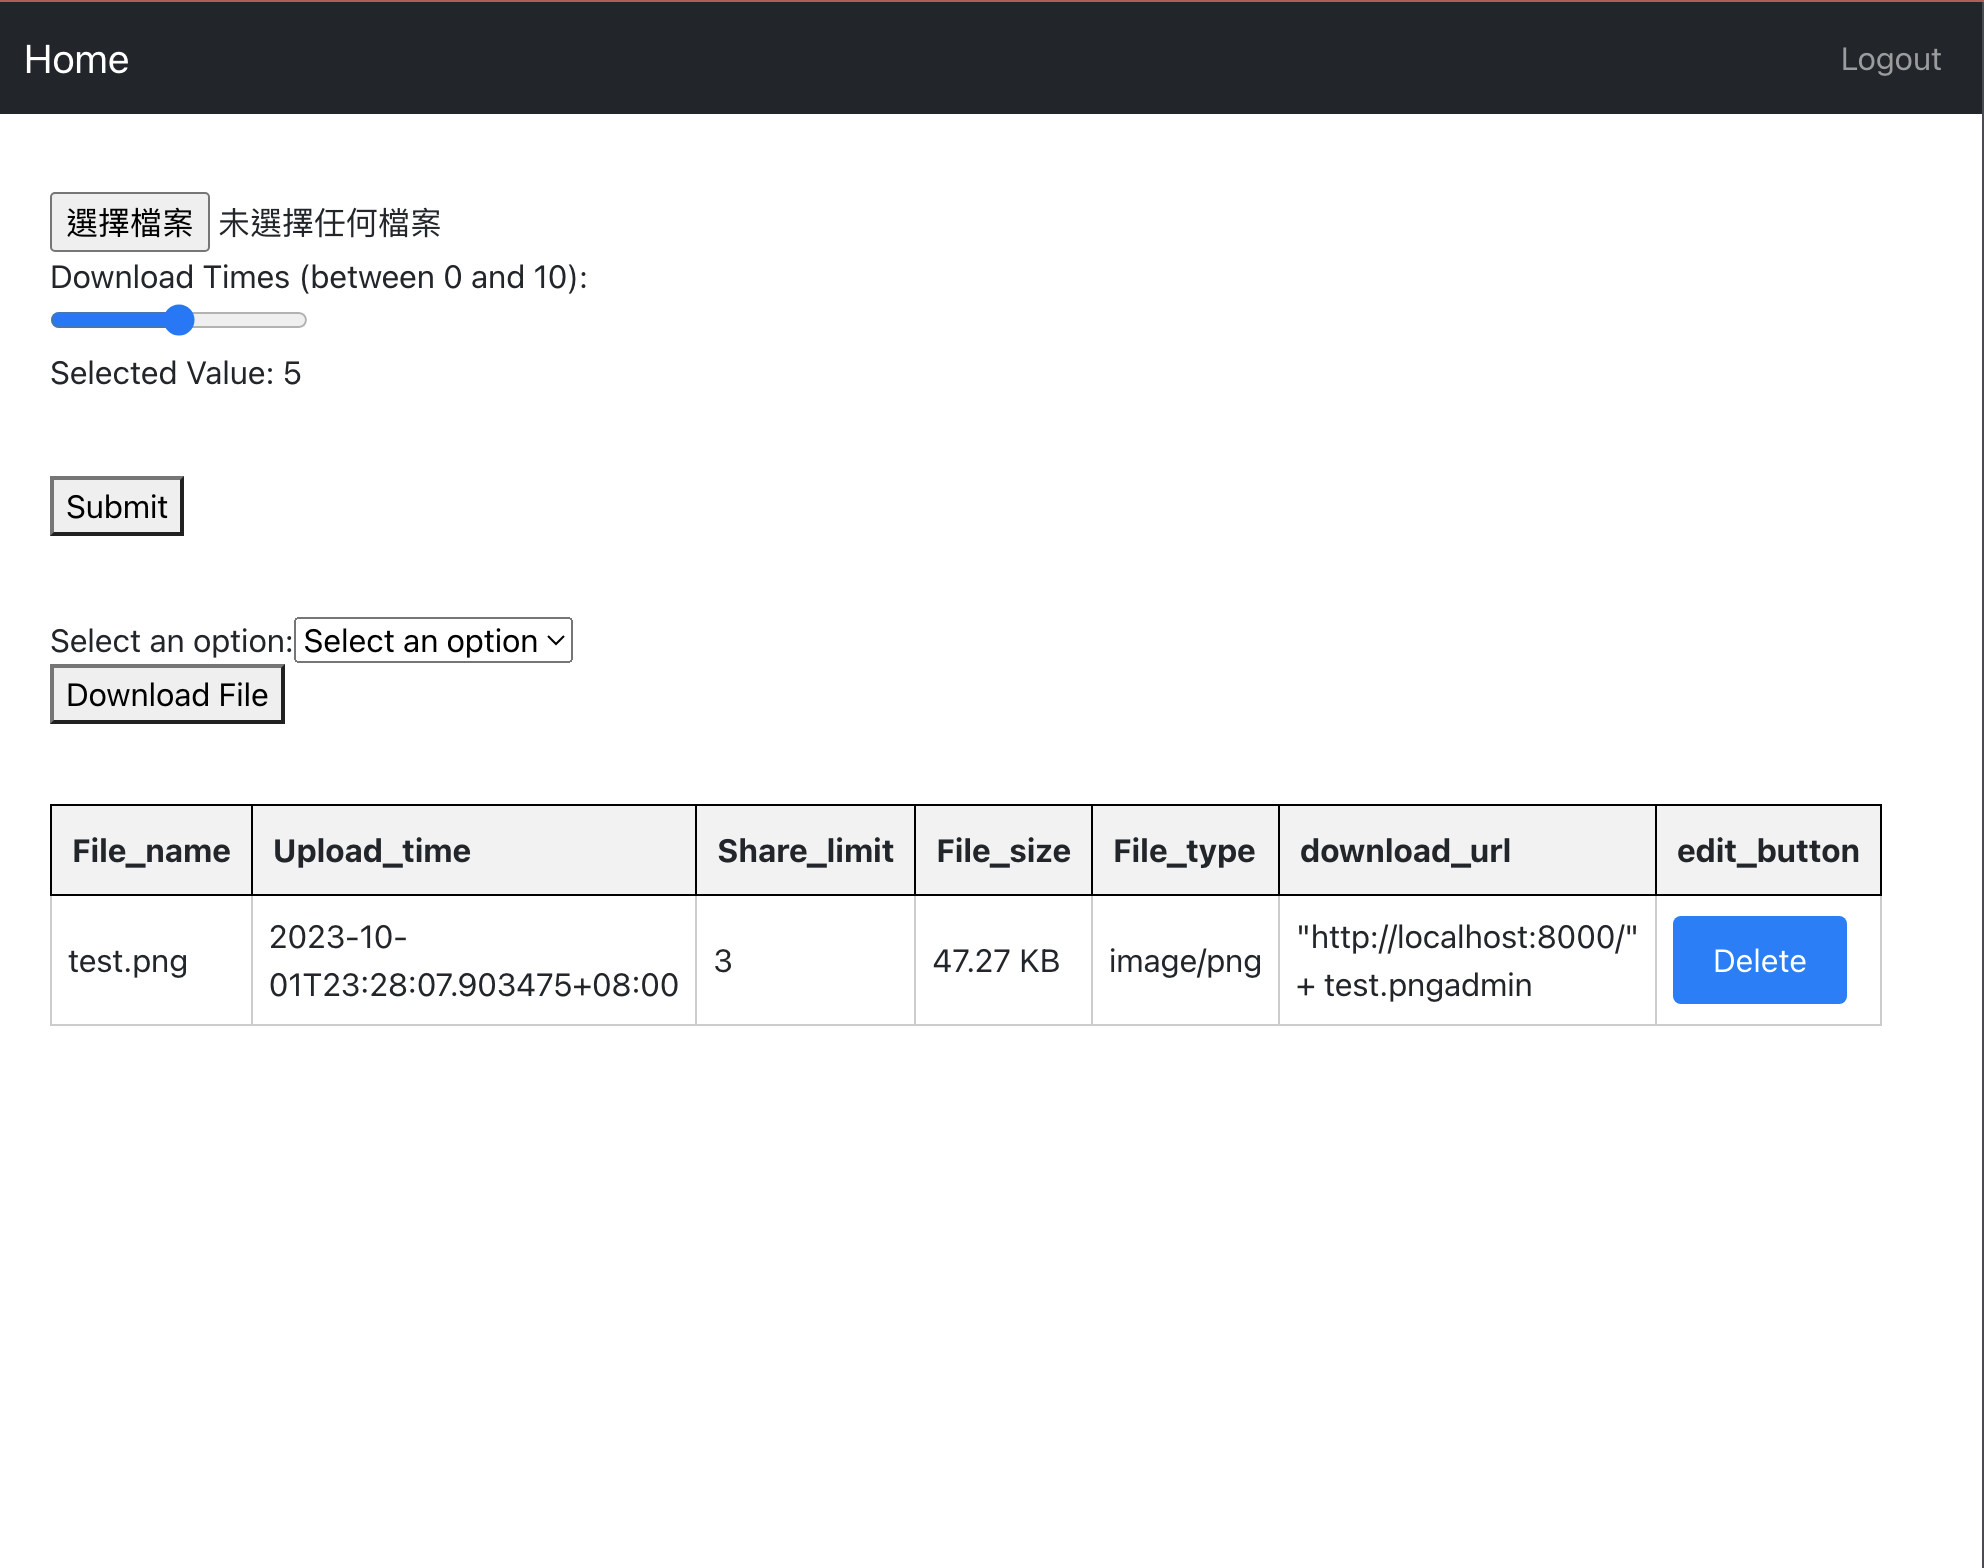 Home
Logout
選擇檔案 未選擇任何檔案
Download Times (between 0 and 10):
Selected Value: 5
Submit
Select an option: Select an option
Download File
File_name Upload_time Share_limit File_size File_type download_url edit_button
test.png 2023-10-
01T23:28:07.903475+08:00 3 47.27 KB image/png "http://localhost:8000/"
+ test.pngadmin Delete